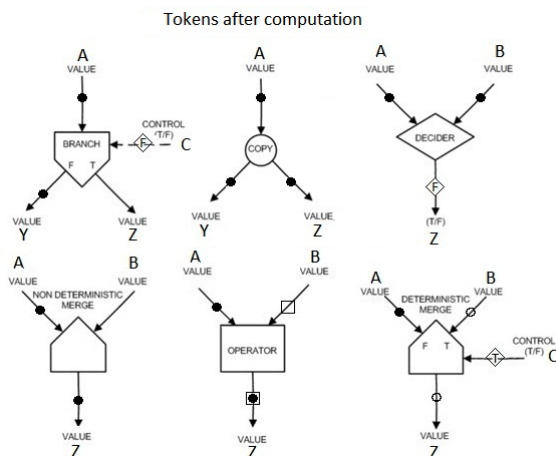 Tokens after computation
A
VALUE
BRANCH
F T
CONTROL
(T/F)
F
C
VALUE
Y
VALUE
Z
A
VALUE
COPY
VALUE
Y
VALUE
Z
A
VALUE
B
VALUE
DECIDER
F
(T/F)
Z
A
VALUE
B
VALUE
NON DETERMINISTIC
MERGE
VALUE
Z
A
VALUE
B
VALUE
OPERATOR
VALUE
Z
A
VALUE
B
VALUE
DETERMINISTIC
MERGE
F T
CONTROL
(T/F)
T
C
VALUE
Z